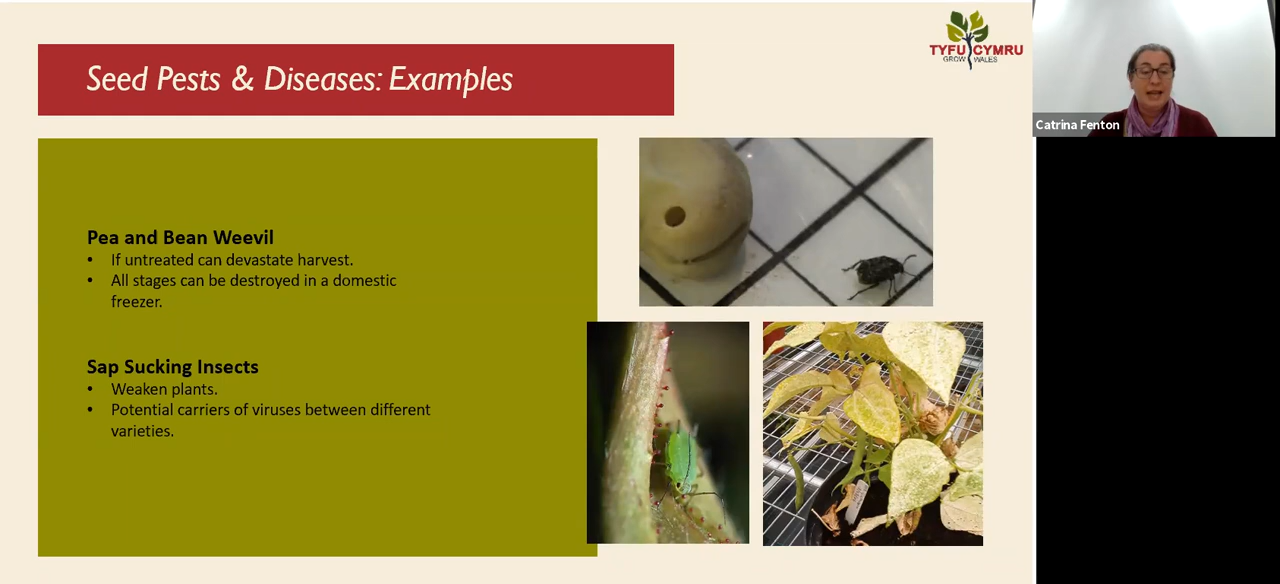 Seed Pests & Diseases: Examples
TYFU CYMRU
GROW WALES
Catrina Fenton
Pea and Bean Weevil
• If untreated can devastate harvest.
• All stages can be destroyed in a domestic
freezer.
Sap Sucking Insects
• Weaken plants.
• Potential carriers of viruses between different
varieties.